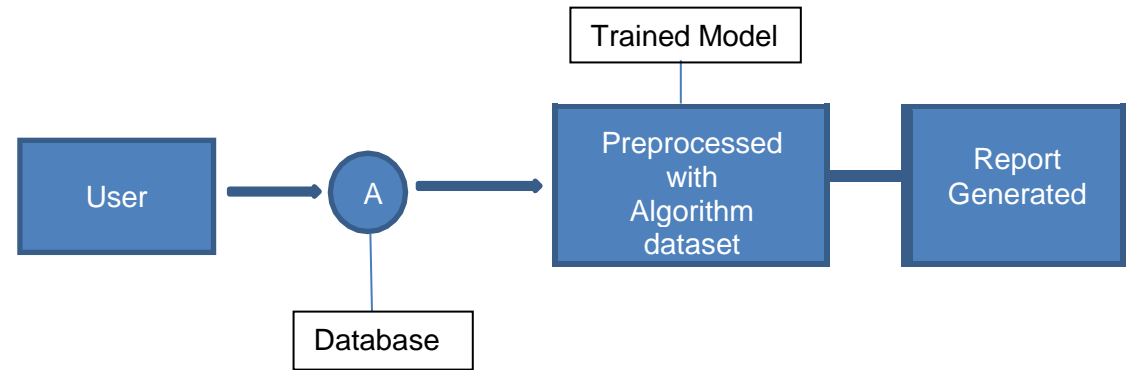 Trained Model
User
A
Preprocessed
with
Algorithm
dataset
Report
Generated
Database